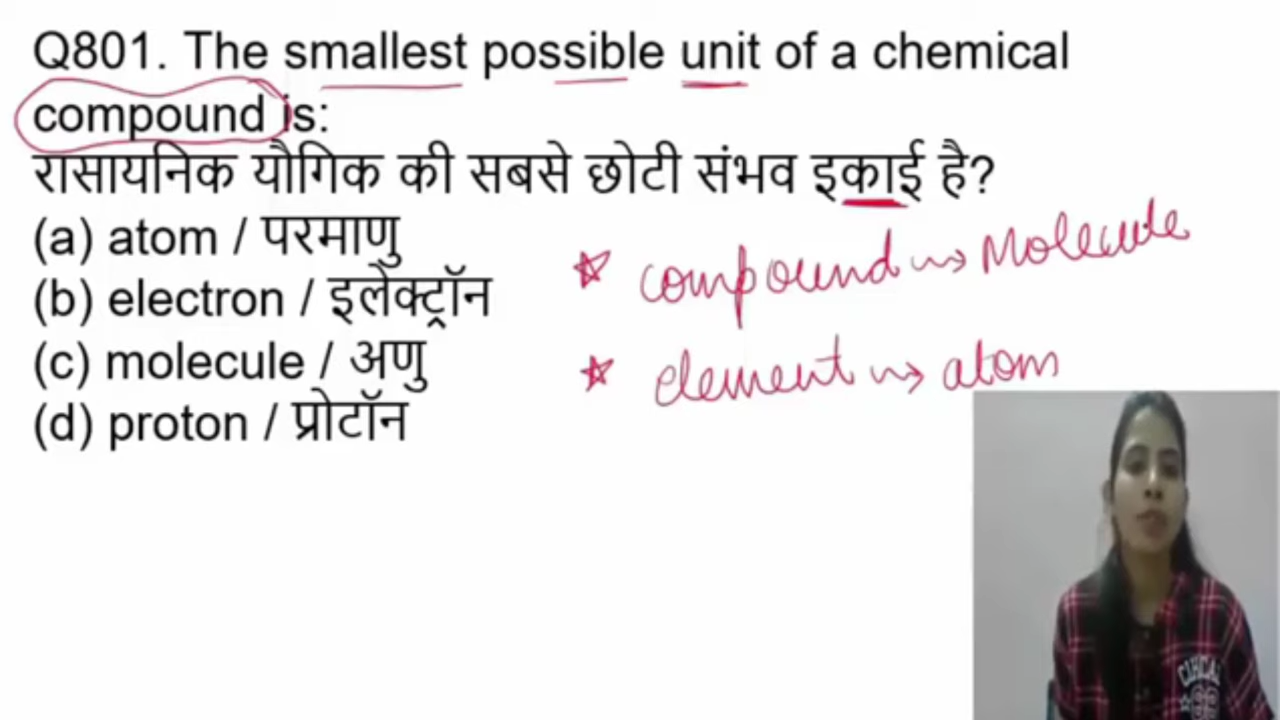 Q801. The smallest possible unit of a chemical
compound is:
रासायनिक यौगिक की सबसे छोटी संभव इकाई है?
(a) atom / परमाणु
(b) electron / इलेक्ट्रॉन
(c) molecule / अणु
(d) proton / प्रोटॉन
compound → Molecule
element → atom